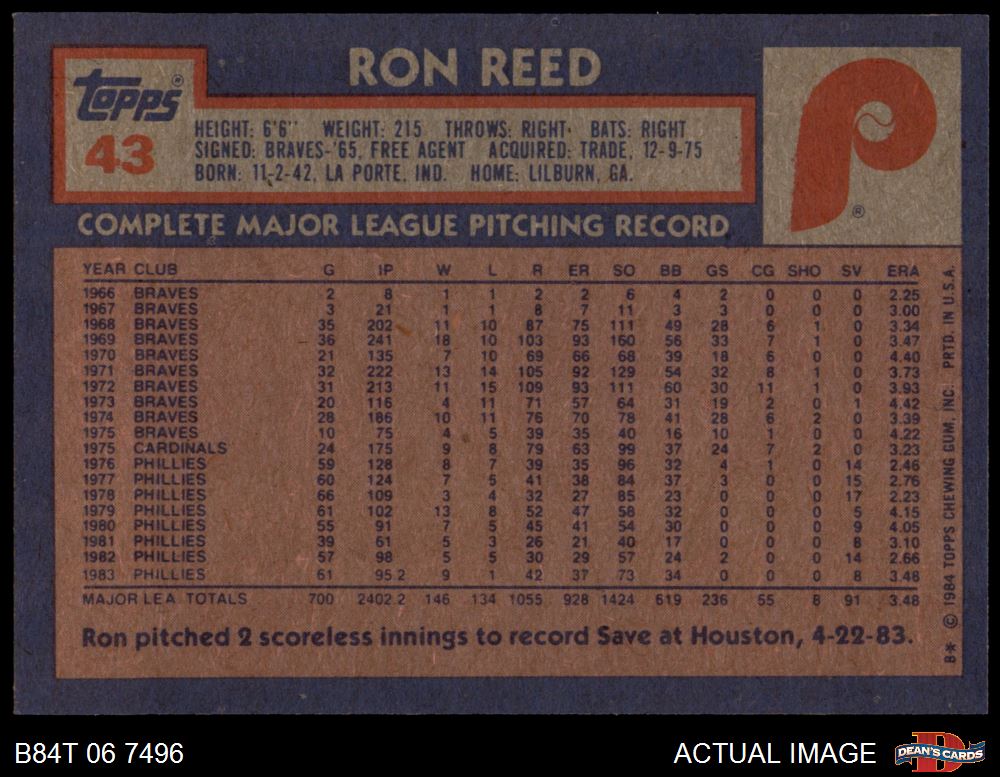 RON REED
Topps®
43
HEIGHT: 6'6" WEIGHT: 215 THROWS: RIGHT· BATS: RIGHT
SIGNED: BRAVES-'65, FREE AGENT ACQUIRED: TRADE, 12-9-75
BORN: 11-2-42, LA PORTE, IND. HOME: LILBURN, GA.
P
®
COMPLETE MAJOR LEAGUE PITCHING RECORD
YEAR CLUB G IP W L R ER SO BB GS CG SHO SV ERA
1966 BRAVES 2 8 1 1 2 2 6 4 2 0 0 0 2.25
1967 BRAVES 3 21 1 1 8 7 11 3 3 0 0 0 3.00
1968 BRAVES 35 202 11 10 87 75 111 49 28 6 1 0 3.34
1969 BRAVES 36 241 18 10 103 93 160 56 33 7 1 0 3.47
1970 BRAVES 21 135 7 10 69 66 68 39 18 6 0 0 4.40
1971 BRAVES 32 222 13 14 105 92 129 54 32 8 1 0 3.73
1972 BRAVES 31 213 11 15 109 93 111 60 30 11 1 0 3.93
1973 BRAVES 20 116 4 11 71 57 64 31 19 2 0 1 4.42
1974 BRAVES 28 186 10 11 76 70 78 41 28 6 2 0 3.39
1975 BRAVES 10 75 4 5 39 35 40 16 10 1 0 0 4.22
1975 CARDINALS 24 175 9 8 79 63 99 37 24 7 2 0 3.23
1976 PHILLIES 59 128 8 7 39 35 96 32 4 1 0 14 2.46
1977 PHILLIES 60 124 7 5 41 38 84 37 3 0 0 15 2.76
1978 PHILLIES 66 109 3 4 32 27 85 23 0 0 0 17 2.23
1979 PHILLIES 61 102 13 8 52 47 58 32 0 0 0 5 4.15
1980 PHILLIES 55 91 7 5 45 41 54 30 0 0 0 9 4.05
1981 PHILLIES 39 61 5 3 26 21 40 17 0 0 0 8 3.10
1982 PHILLIES 57 98 5 5 30 29 57 24 2 0 0 14 2.66
1983 PHILLIES 61 95.2 9 1 42 37 73 34 0 0 0 8 3.48
MAJOR LEA. TOTALS 700 2402.2 146 134 1055 928 1424 619 236 55 8 91 3.48
Ron pitched 2 scoreless innings to record Save at Houston, 4-22-83.
B* © 1984 TOPPS CHEWING GUM, INC. PRTD. IN U.S.A.
B84T 06 7496
ACTUAL IMAGE
D
DEAN'S CARDS